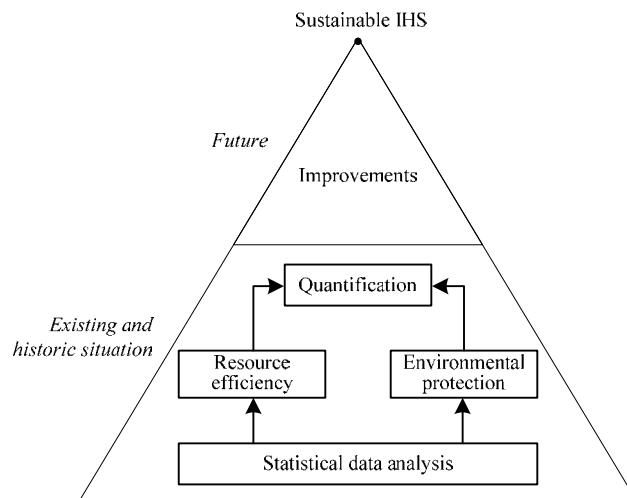 Sustainable IHS
Future
Improvements
Quantification
Existing and
historic situation
Resource
efficiency
Environmental
protection
Statistical data analysis